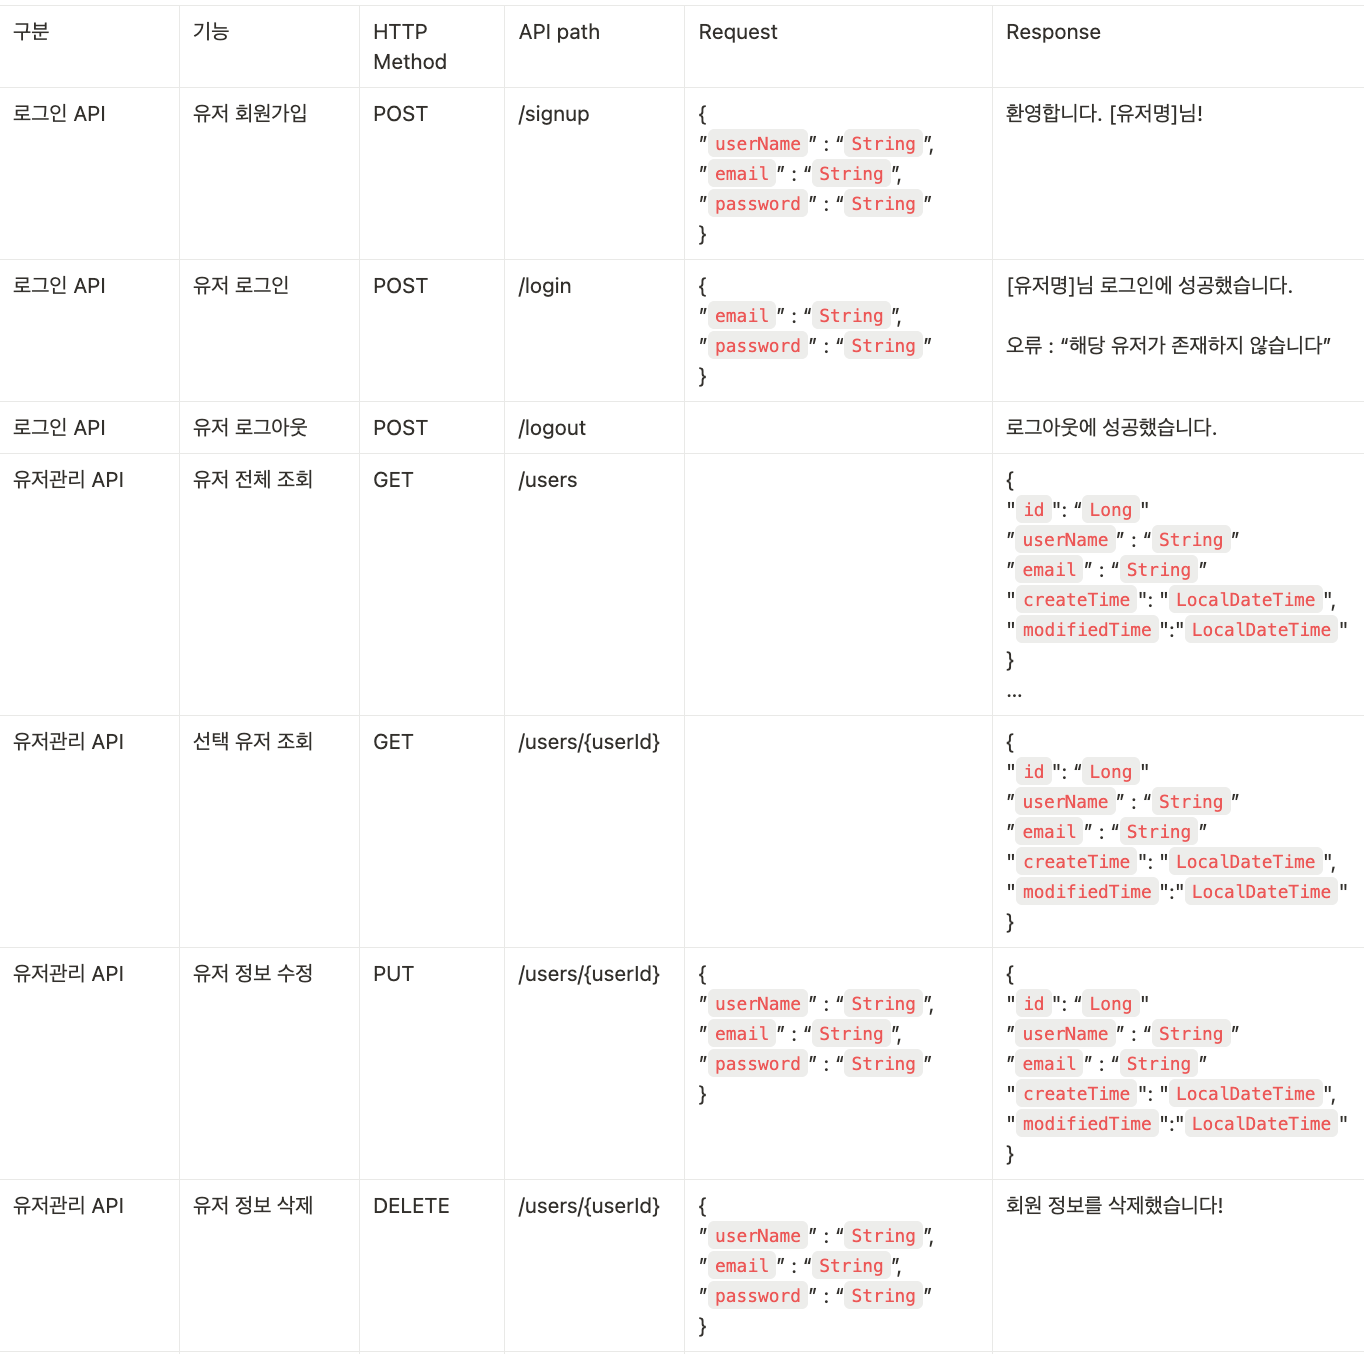 구분
기능
HTTP
Method
API path
Request
Response
로그인 API
유저 회원가입
POST
/signup
{
”userName” : “String”,
”email” : “String”,
”password” : “String”
}
환영합니다. [유저명]님!
로그인 API
유저 로그인
POST
/login
{
”email” : “String”,
”password” : “String”
}
[유저명]님 로그인에 성공했습니다.
오류 : “해당 유저가 존재하지 않습니다”
로그인 API
유저 로그아웃
POST
/logout
로그아웃에 성공했습니다.
유저관리 API
유저 전체 조회
GET
/users
{
"id": “Long"
”userName” : “String”
”email” : “String”
"createTime": "LocalDateTime",
"modifiedTime":"LocalDateTime"
}
…
유저관리 API
선택 유저 조회
GET
/users/{userId}
{
"id": “Long"
”userName” : “String”
”email” : “String”
"createTime": "LocalDateTime",
"modifiedTime":"LocalDateTime"
}
유저관리 API
유저 정보 수정
PUT
/users/{userId}
{
”userName” : “String”,
”email” : “String”,
”password” : “String”
}
{
"id": “Long"
”userName” : “String”
”email” : “String”
"createTime": "LocalDateTime",
"modifiedTime":"LocalDateTime"
}
유저관리 API
유저 정보 삭제
DELETE
/users/{userId}
{
”userName” : “String”,
”email” : “String”,
”password” : “String”
}
회원 정보를 삭제했습니다!